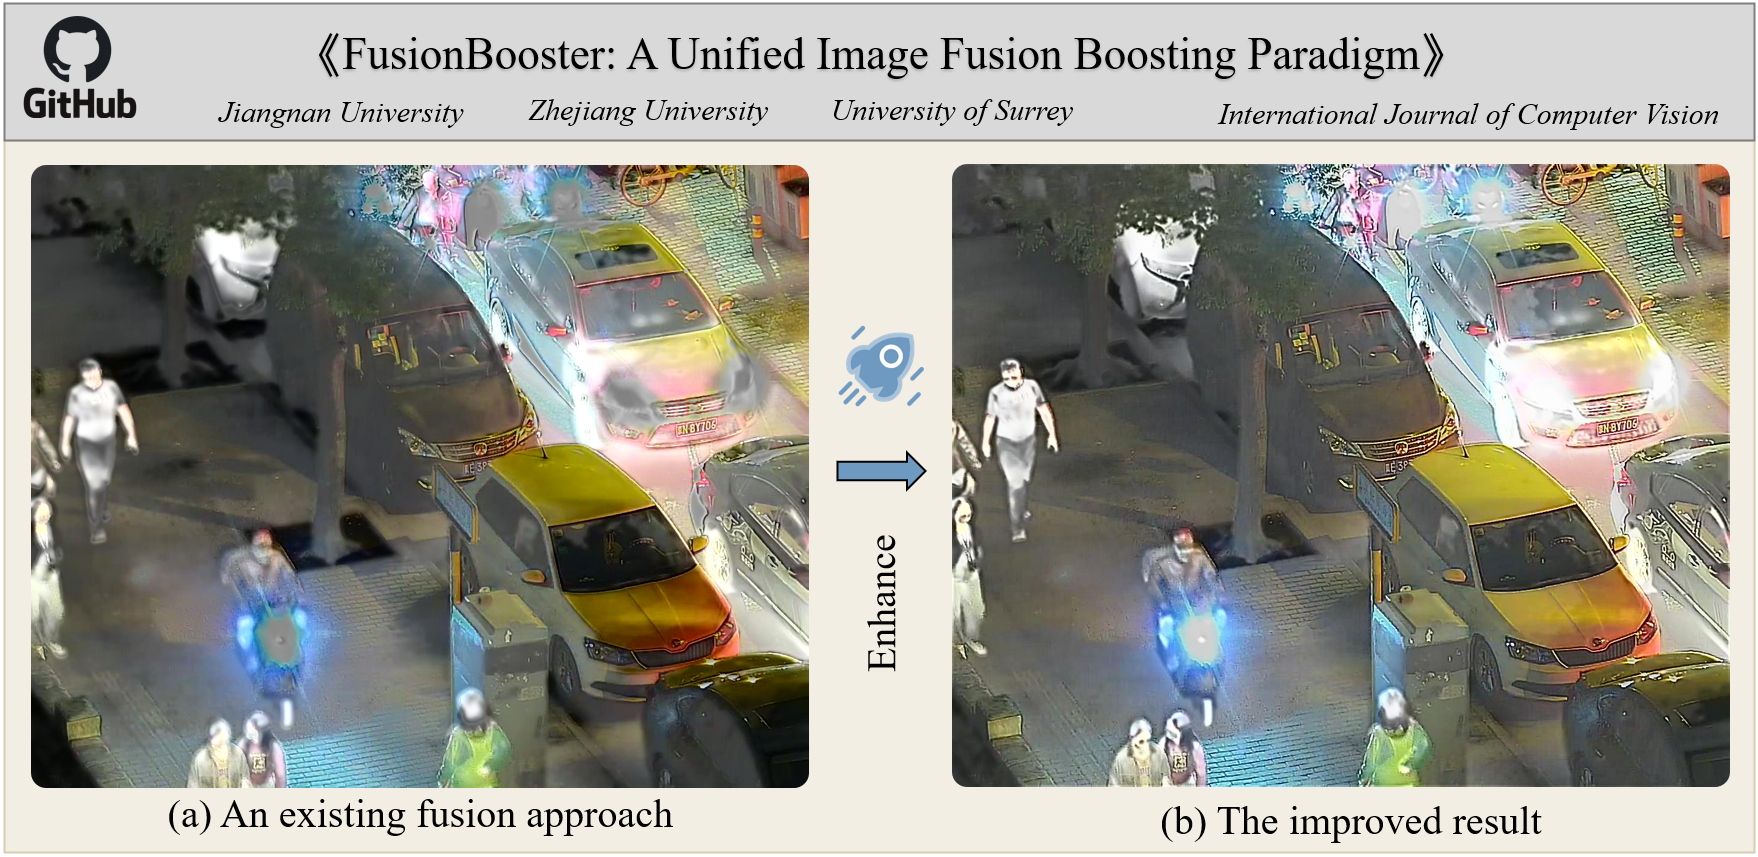 GitHub
《FusionBooster: A Unified Image Fusion Boosting Paradigm》
Jiangnan University Zhejiang University University of Surrey International Journal of Computer Vision
Enhance
(a) An existing fusion approach
(b) The improved result